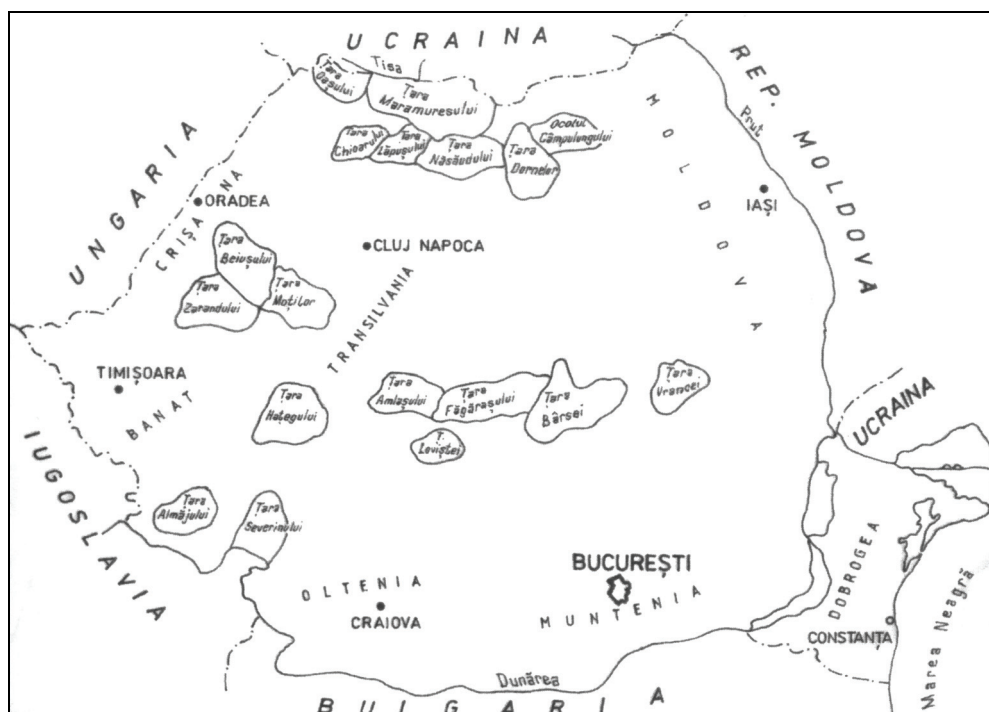 UCRAINA
Tisa
Țara
Oașului
Țara
Maramureșului
REP. MOLDOVA
Prut
MOLDOVA
Țara
Chioarului
Țara
Lăpușului
Țara
Năsăudului
Țara
Dornelor
Ocolul
Câmpulungului
UNGARIA
ORADEA
CRIȘANA
IAȘI
CLUJ NAPOCA
Țara
Beiușului
Țara
Zarandului
Țara
Moților
TRANSILVANIA
TIMIȘOARA
BANAT
Țara
Hațegului
Țara
Amlașului
Țara
Făgărașului
Țara
Bârsei
Țara
Vrancei
T.
Loviștei
UCRAINA
IUGOSLAVIA
Țara
Almăjului
Țara
Severinului
BUCUREȘTI
OLTENIA
CRAIOVA
MUNTENIA
DOBROGEA
CONSTANȚA
Marea Neagră
Dunărea
BULGARIA